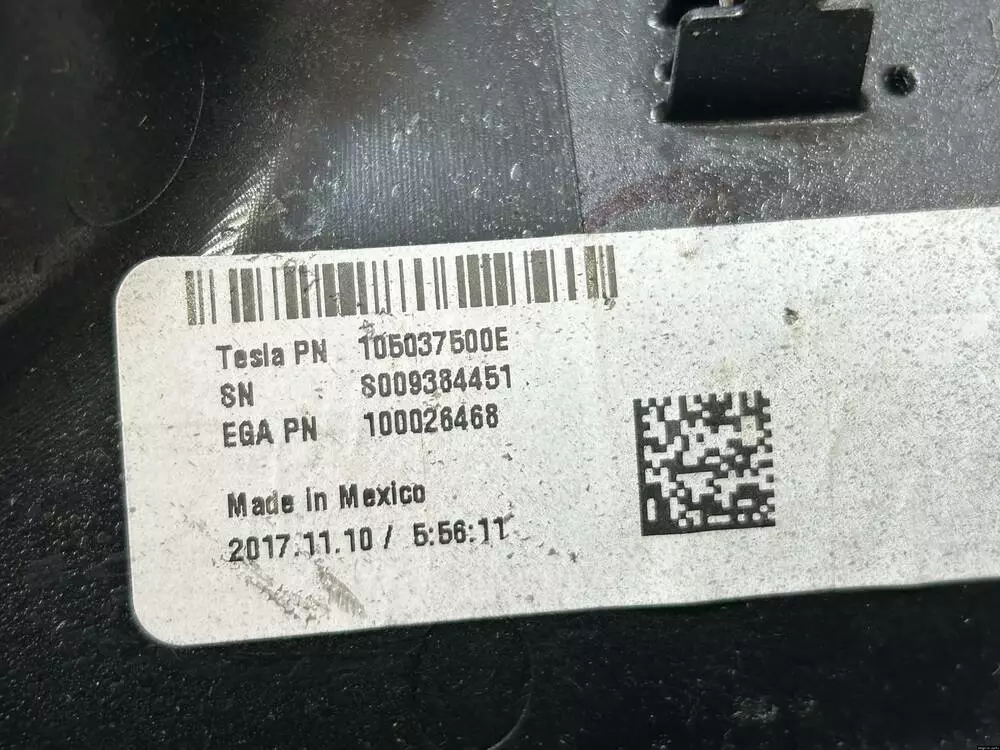 Tesla PN 105037500E
SN S009384451
EGA PN 100026468
Made in Mexico
2017.11.10 / 5:56:11